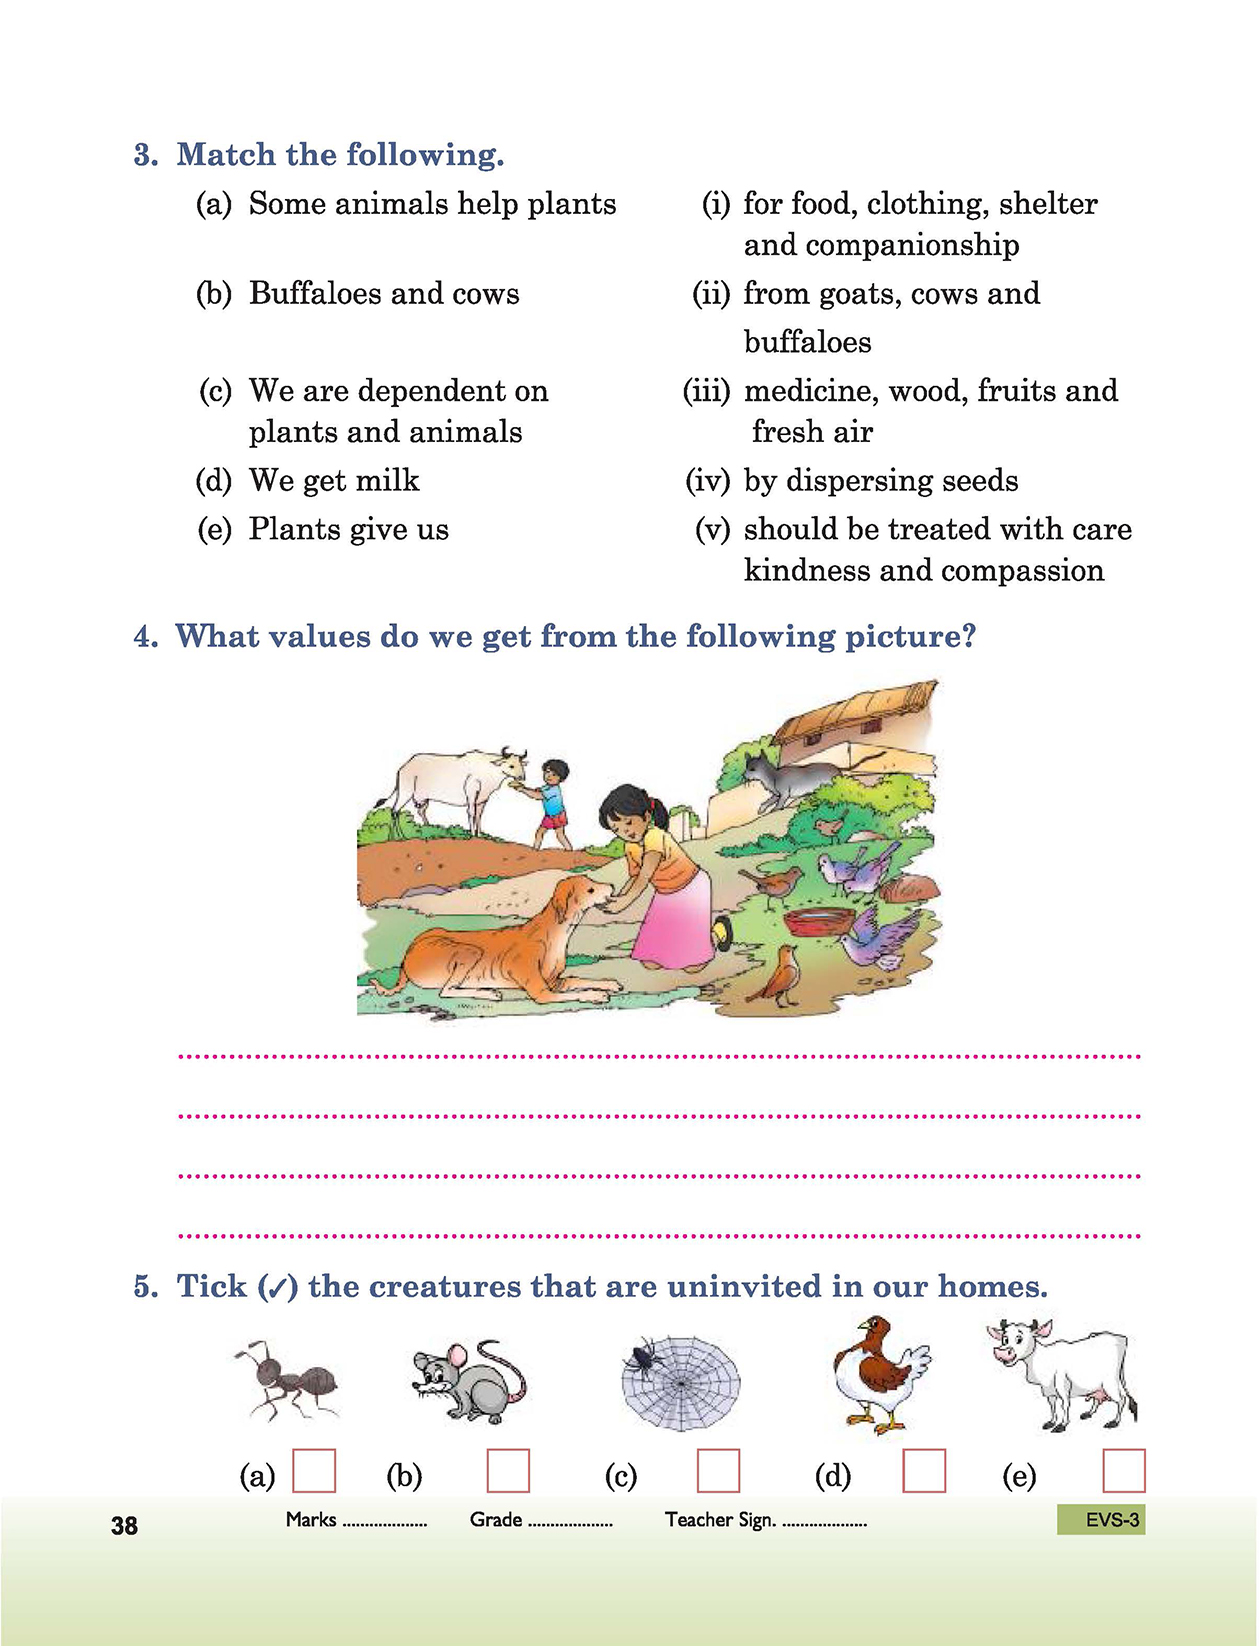 3. Match the following.
(a) Some animals help plants (i) for food, clothing, shelter
and companionship
(b) Buffaloes and cows (ii) from goats, cows and
buffaloes
(c) We are dependent on (iii) medicine, wood, fruits and
plants and animals fresh air
(d) We get milk (iv) by dispersing seeds
(e) Plants give us (v) should be treated with care
kindness and compassion
4. What values do we get from the following picture?
5. Tick (✓) the creatures that are uninvited in our homes.
(a) (b) (c) (d) (e)
38 Marks ................... Grade ................... Teacher Sign. ................... EVS-3